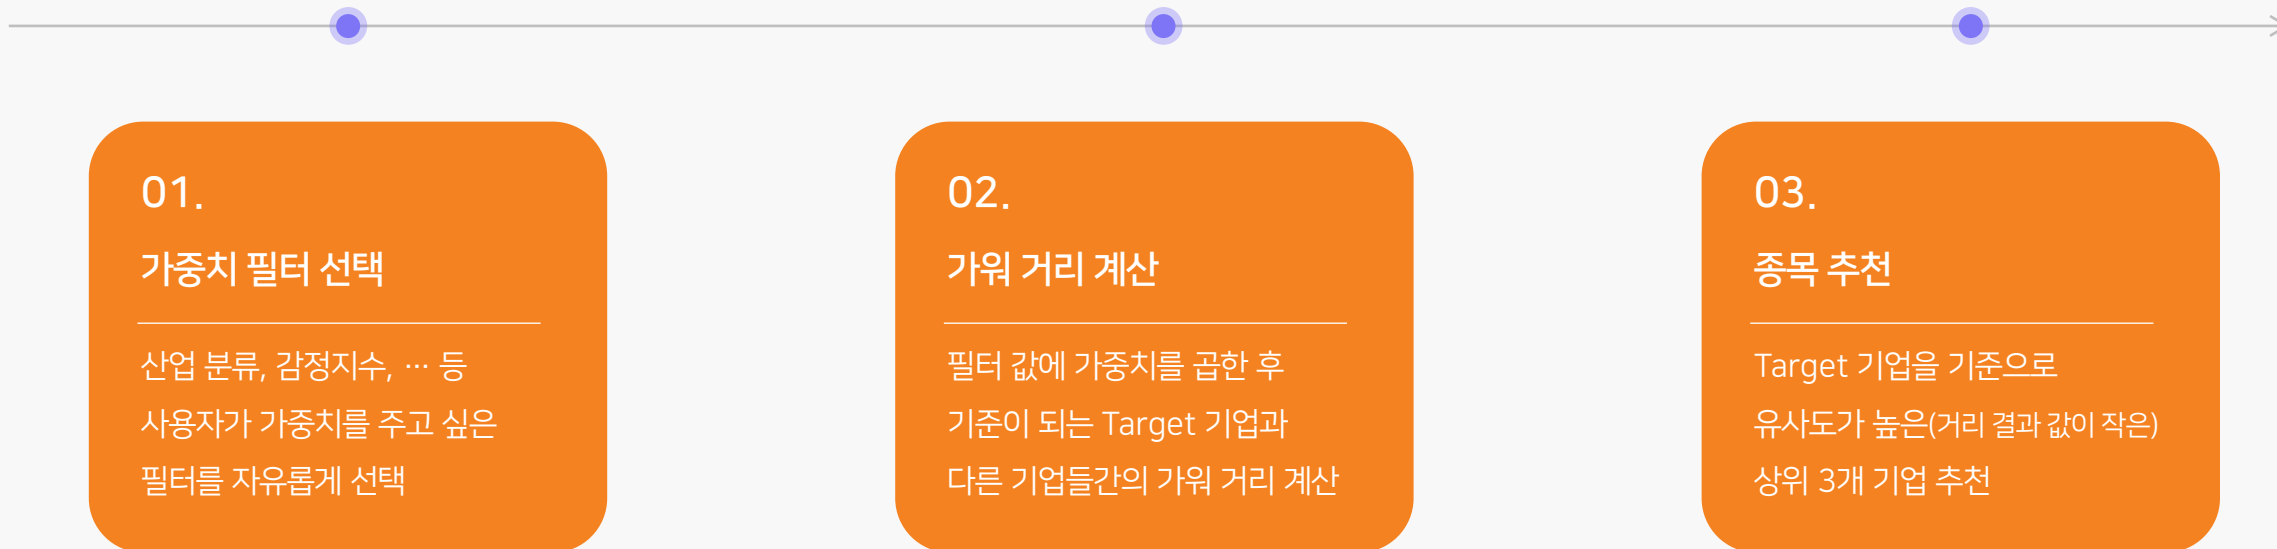 01.
가중치 필터 선택
산업 분류, 감정지수, … 등
사용자가 가중치를 주고 싶은
필터를 자유롭게 선택
02.
가워 거리 계산
필터 값에 가중치를 곱한 후
기준이 되는 Target 기업과
다른 기업들간의 가워 거리 계산
03.
종목 추천
Target 기업을 기준으로
유사도가 높은(거리 결과 값이 작은)
상위 3개 기업 추천